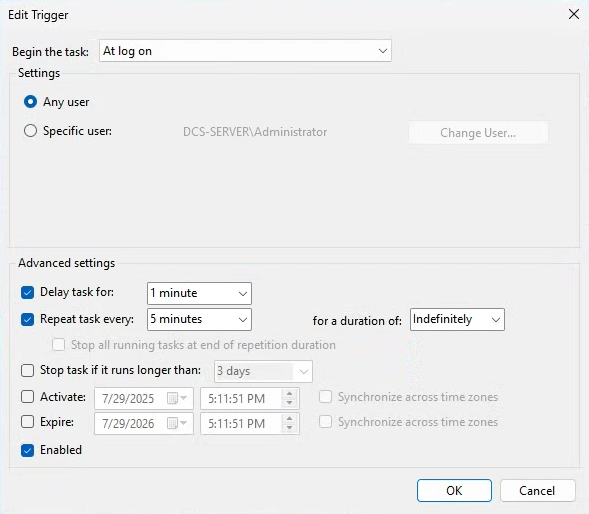 Edit Trigger
Begin the task: At log on
Settings
Any user
Specific user: DCS-SERVER\Administrator Change User...
Advanced settings
Delay task for: 1 minute
Repeat task every: 5 minutes for a duration of: Indefinitely
Stop all running tasks at end of repetition duration
Stop task if it runs longer than: 3 days
Activate: 7/29/2025 5:11:51 PM Synchronize across time zones
Expire: 7/29/2026 5:11:51 PM Synchronize across time zones
Enabled
OK Cancel